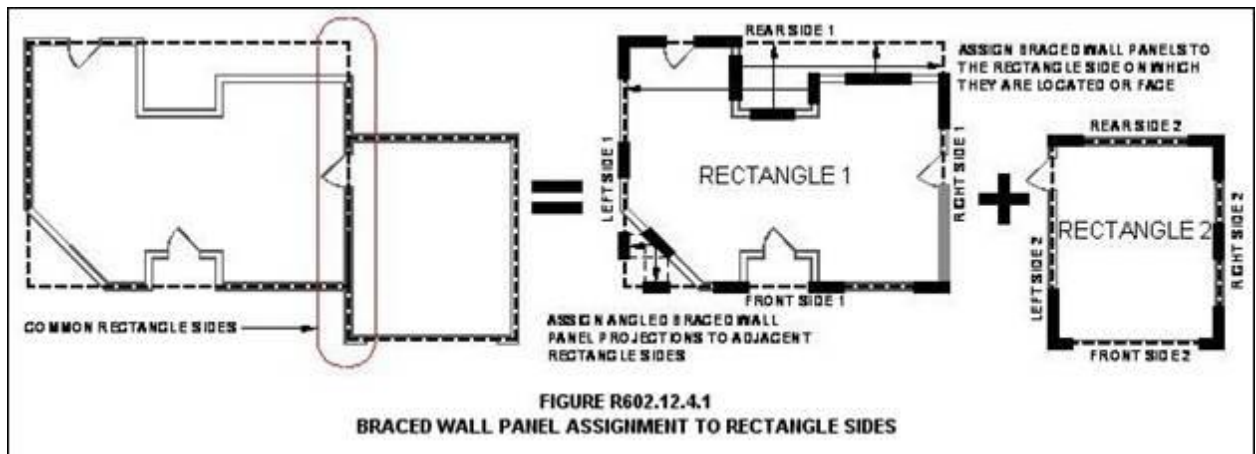 REAR SIDE 1
ASSIGN BRACED WALL PANELS TO
THE RECTANGLE SIDE ON WHICH
THEY ARE LOCATED OR FACE
LEFT SIDE 1
RECTANGLE 1
RIGHT SIDE 1
REAR SIDE 2
LEFT SIDE 2
RECTANGLE 2
RIGHT SIDE 2
FRONT SIDE 1
FRONT SIDE 2
COMMON RECTANGLE SIDES
ASSIGN ANGLED BRACED WALL
PANEL PROJECTIONS TO ADJACENT
RECTANGLE SIDES
FIGURE R602.12.4.1
BRACED WALL PANEL ASSIGNMENT TO RECTANGLE SIDES